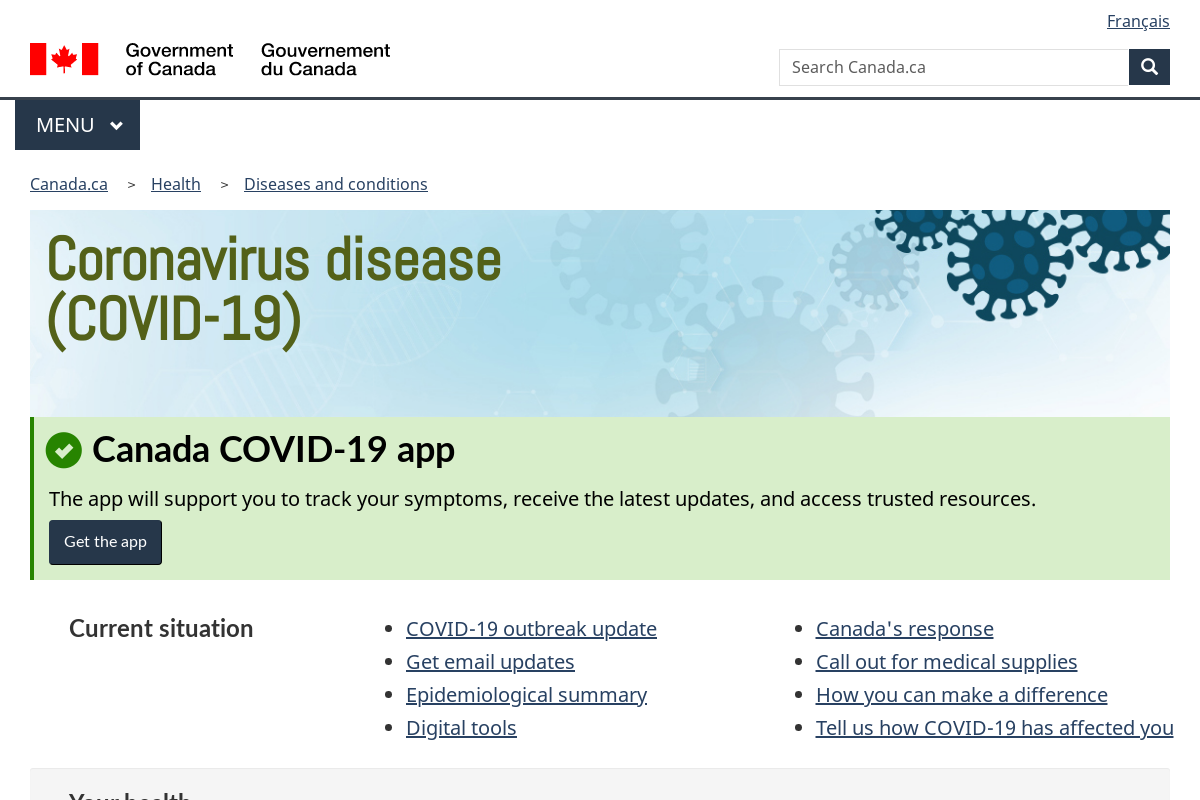 Français
Government of Canada
Gouvernement du Canada
Search Canada.ca
MENU
Canada.ca > Health > Diseases and conditions
Coronavirus disease
(COVID-19)
Canada COVID-19 app
The app will support you to track your symptoms, receive the latest updates, and access trusted resources.
Get the app
Current situation
COVID-19 outbreak update
Get email updates
Epidemiological summary
Digital tools
Canada's response
Call out for medical supplies
How you can make a difference
Tell us how COVID-19 has affected you
Your health